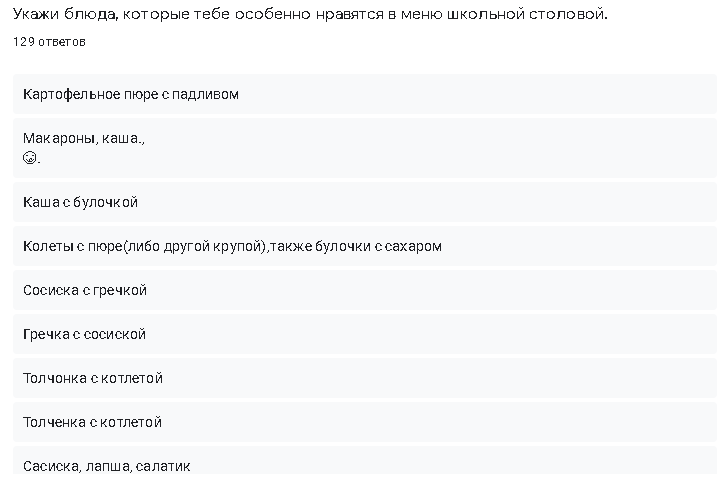 Укажи блюда, которые тебе особенно нравятся в меню школьной столовой.
129 ответов
Картофельное пюре с падливом
Макароны, каша.,
😋.
Каша с булочкой
Колеты с пюре(либо другой крупой),также булочки с сахаром
Сосиска с гречкой
Гречка с сосиской
Толчонка с котлетой
Толченка с котлетой
Сасиска, лапша, салатик